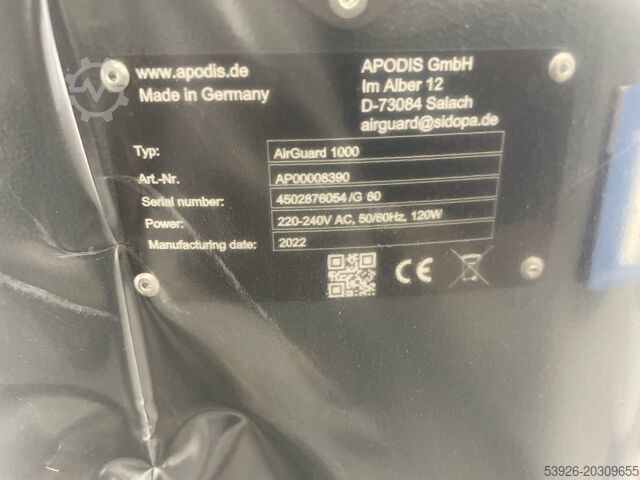 www.apodis.de
Made in Germany
APODIS GmbH
Im Alber 12
D-73084 Salach
airguard@sidopa.de
Typ: AirGuard 1000
Art.-Nr. AP00008390
Serial number: 4502876054 /G 60
Power: 220-240V AC, 50/60Hz, 120W
Manufacturing date: 2022
CE
53926-20309655